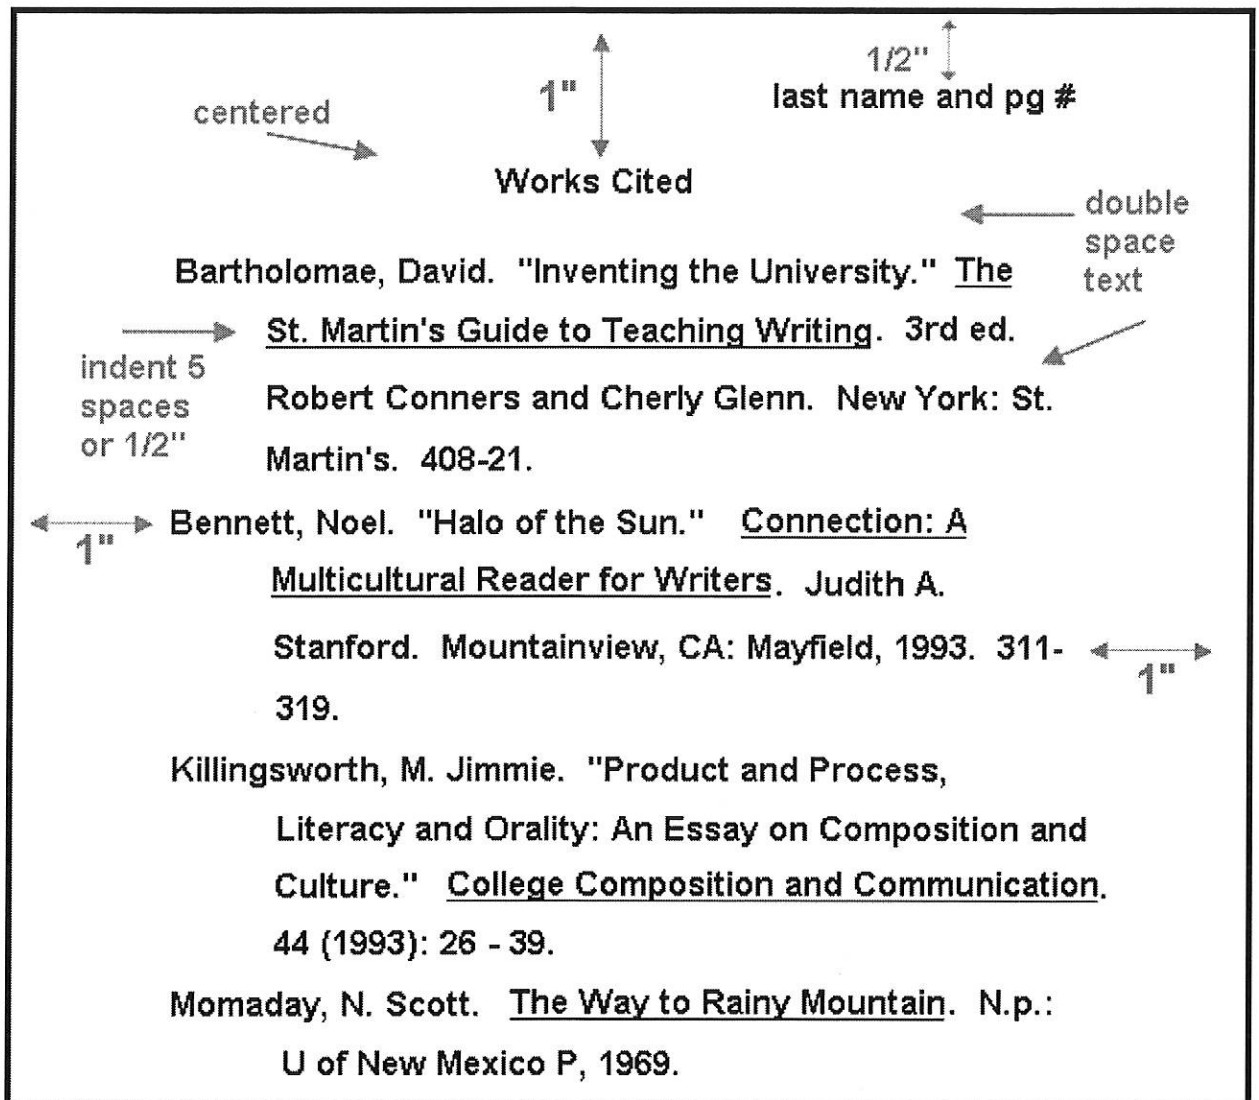 1/2"
1"
last name and pg #
centered
Works Cited
double
space
text
Bartholomae, David.  "Inventing the University."  The
St. Martin's Guide to Teaching Writing.  3rd ed.
indent 5
spaces
or 1/2"
Robert Conners and Cherly Glenn.  New York: St.
Martin's.  408-21.
Bennett, Noel.  "Halo of the Sun."  Connection: A
1"
Multicultural Reader for Writers.  Judith A.
Stanford.  Mountainview, CA: Mayfield, 1993.  311-
1"
319.
Killingsworth, M. Jimmie.  "Product and Process,
Literacy and Orality: An Essay on Composition and
Culture."  College Composition and Communication.
44 (1993): 26 - 39.
Momaday, N. Scott.  The Way to Rainy Mountain.  N.p.:
U of New Mexico P, 1969.